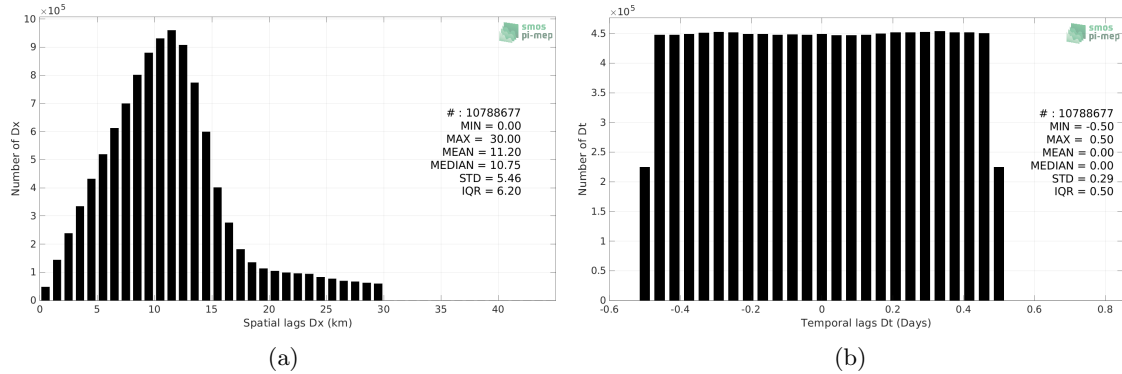 ×10⁵
10
9
8
7
6
5
4
3
2
1
0
Number of Dx
smos
pi-mep
# : 10788677
MIN = 0.00
MAX = 30.00
MEAN = 11.20
MEDIAN = 10.75
STD = 5.46
IQR = 6.20
0 5 10 15 20 25 30 35 40
Spatial lags Dx (km)
(a)
×10⁵
4.5
4
3.5
3
2.5
2
1.5
1
0.5
0
Number of Dt
smos
pi-mep
# : 10788677
MIN = -0.50
MAX = 0.50
MEAN = 0.00
MEDIAN = 0.00
STD = 0.29
IQR = 0.50
-0.6 -0.4 -0.2 0 0.2 0.4 0.6 0.8
Temporal lags Dt (Days)
(b)